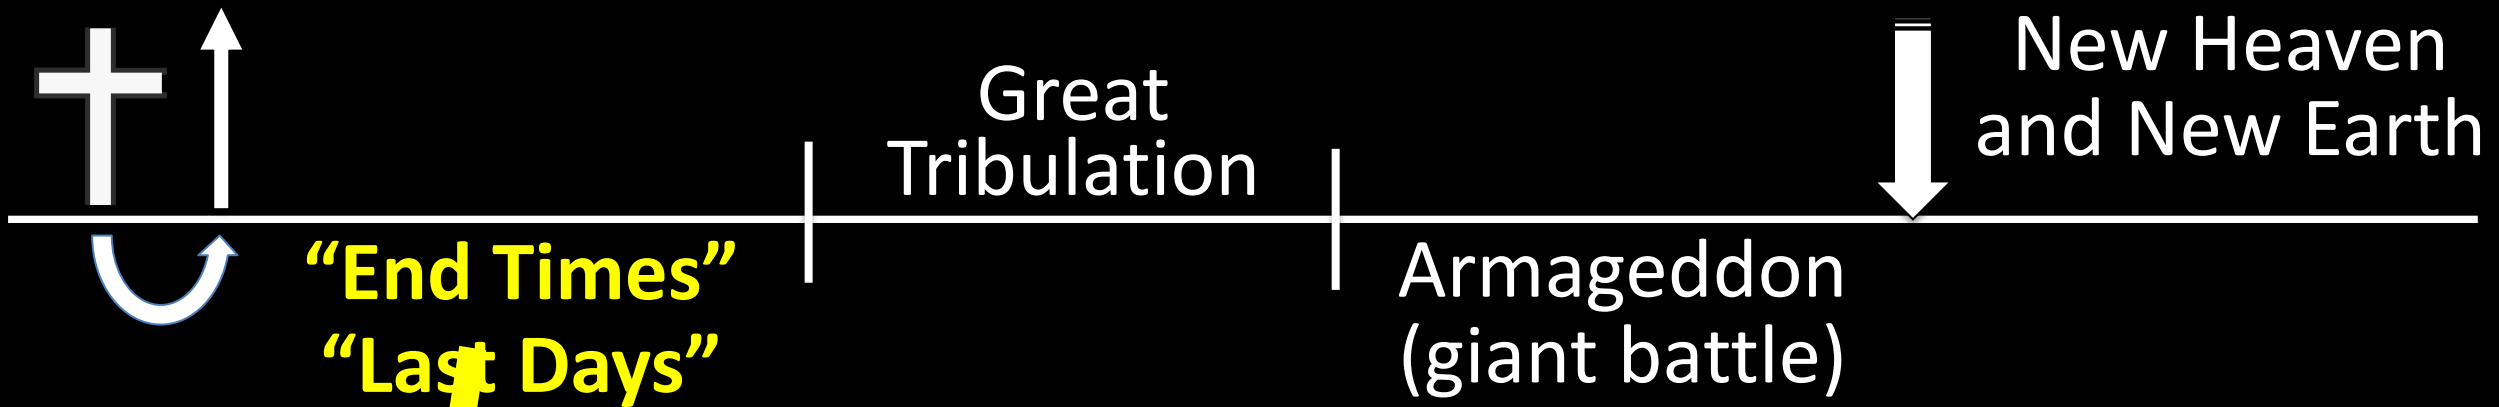 Great
Tribulation
New Heaven
and New Earth
“End Times”
“Last Days”
Armageddon
(giant battle)